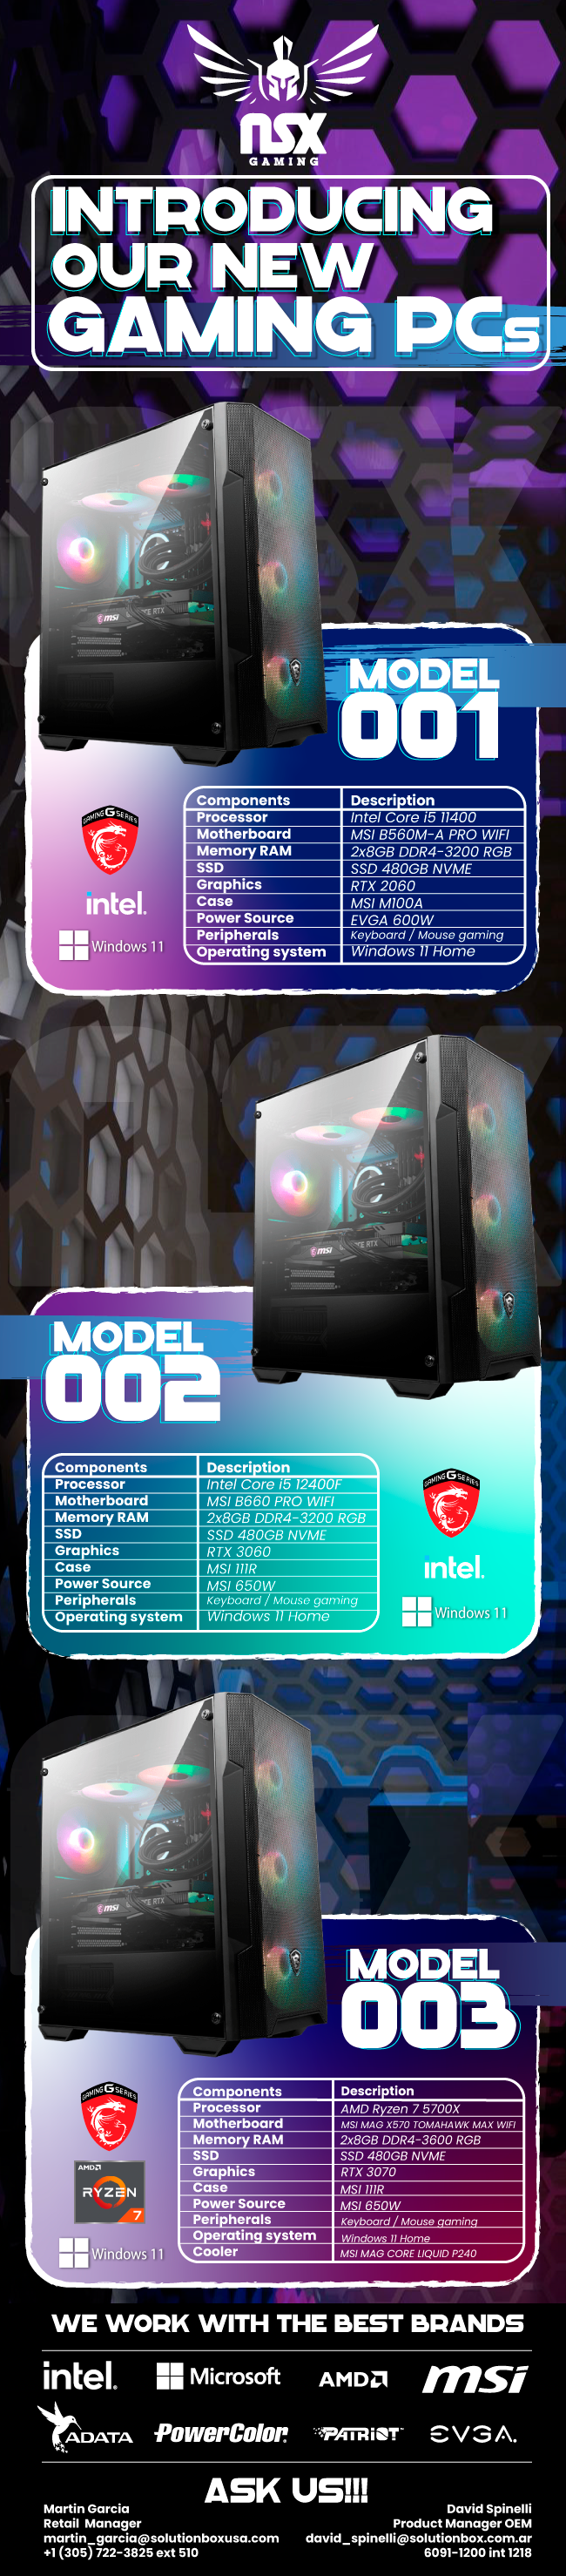 NSX
GAMING
INTRODUCING
OUR NEW
GAMING PCs
msi
MODEL
001
GAMING G SERIES
intel.
Windows 11
Components Description
Processor Intel Core i5 11400
Motherboard MSI B560M-A PRO WIFI
Memory RAM 2x8GB DDR4-3200 RGB
SSD SSD 480GB NVME
Graphics RTX 2060
Case MSI M100A
Power Source EVGA 600W
Peripherals Keyboard / Mouse gaming
Operating system Windows 11 Home
msi
MODEL
002
Components Description
Processor Intel Core i5 12400F
Motherboard MSI B660 PRO WIFI
Memory RAM 2x8GB DDR4-3200 RGB
SSD SSD 480GB NVME
Graphics RTX 3060
Case MSI 111R
Power Source MSI 650W
Peripherals Keyboard / Mouse gaming
Operating system Windows 11 Home
GAMING G SERIES
intel.
Windows 11
msi
MODEL
003
GAMING G SERIES
AMD
RYZEN
7
Windows 11
Components Description
Processor AMD Ryzen 7 5700X
Motherboard MSI MAG X570 TOMAHAWK MAX WIFI
Memory RAM 2x8GB DDR4-3600 RGB
SSD SSD 480GB NVME
Graphics RTX 3070
Case MSI 111R
Power Source MSI 650W
Peripherals Keyboard / Mouse gaming
Operating system Windows 11 Home
Cooler MSI MAG CORE LIQUID P240
WE WORK WITH THE BEST BRANDS
intel. Microsoft AMD msi
ADATA PowerColor PATRIOT EVGA.
ASK US!!!
Martin Garcia
Retail Manager
martin_garcia@solutionboxusa.com
+1 (305) 722-3825 ext 510
David Spinelli
Product Manager OEM
david_spinelli@solutionbox.com.ar
6091-1200 int 1218